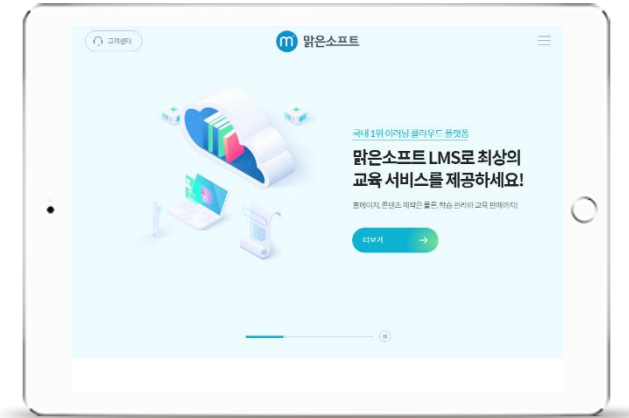 고객센터
m 맑은소프트
국내 1위 이러닝 클라우드 플랫폼
맑은소프트 LMS로 최상의
교육 서비스를 제공하세요!
홈페이지, 콘텐츠 제작은 물론, 학습 관리와 교육 판매까지!
더보기